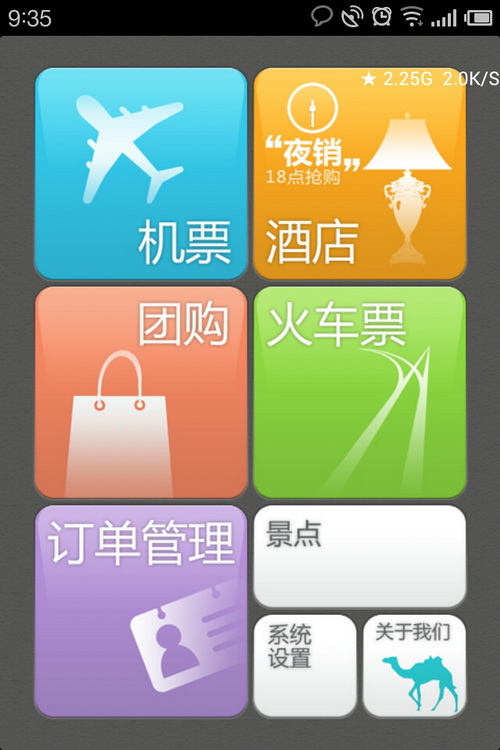 9:35
★ 2.25G 2.0K/S
机票
“夜销”
18点抢购
酒店
团购
火车票
订单管理
景点
系统
设置
关于我们